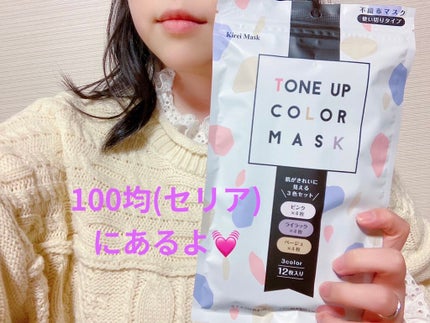 Kirei Mask
不織布マスク
使い切りタイプ
TONE UP
COLOR
MASK
肌がきれいに
見える
3色セット
ピンク
×4枚
ライラック
×4枚
ベージュ
×4枚
3color
12枚入り
100均(セリア)
にあるよ💓